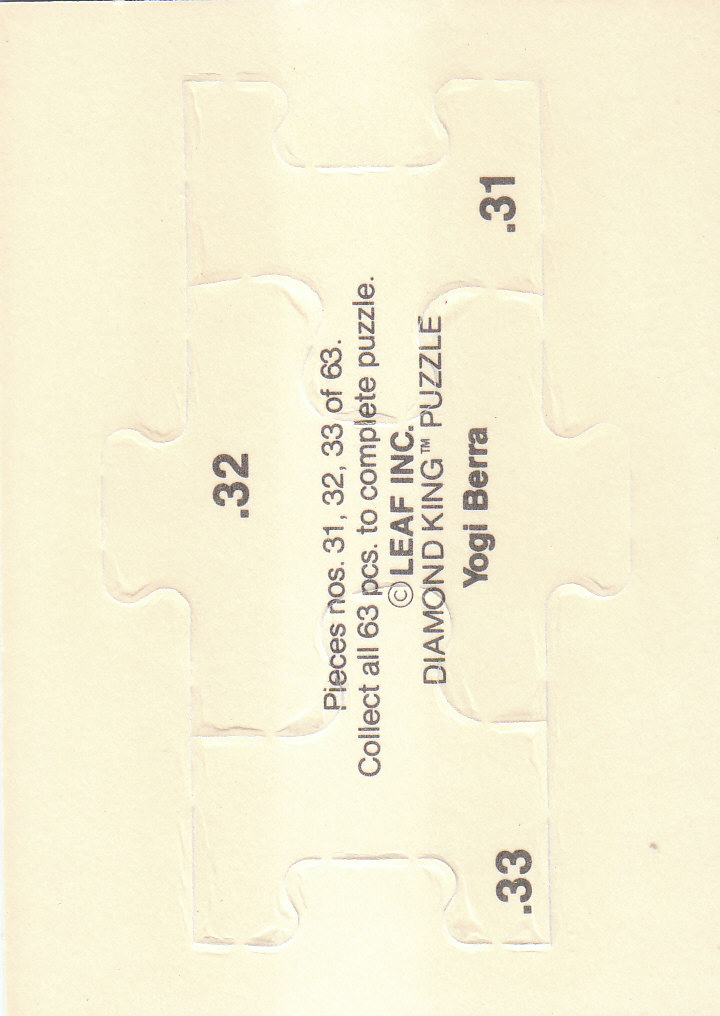 .31
.32
Pieces nos. 31, 32, 33 of 63.
Collect all 63 pcs. to complete puzzle.
© LEAF INC.
DIAMOND KING™ PUZZLE
Yogi Berra
.33